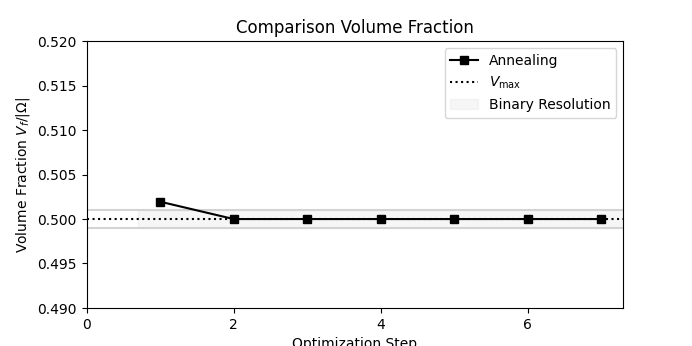 Comparison Volume Fraction
Annealing
V_max
Binary Resolution
Volume Fraction V_f/|Ω|
0.520
0.515
0.510
0.505
0.500
0.495
0.490
0 2 4 6
Optimization Step